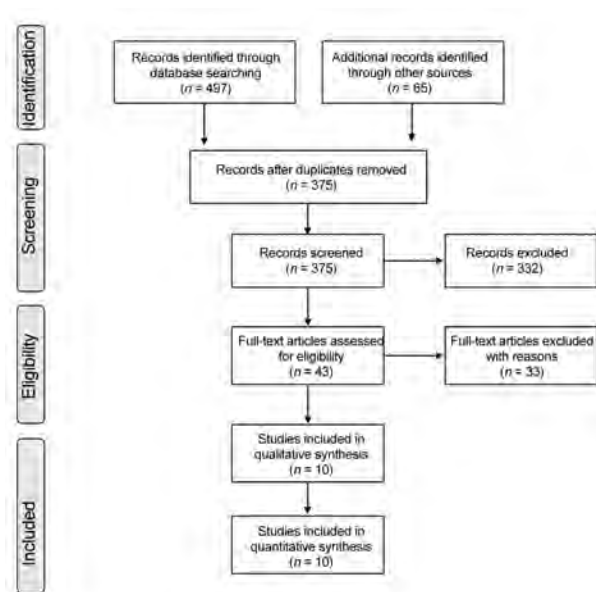 Identification
Records identified through
database searching
(n = 497)
Additional records identified
through other sources
(n = 65)
Screening
Records after duplicates removed
(n = 375)
Records screened
(n = 375)
Records excluded
(n = 332)
Eligibility
Full-text articles assessed
for eligibility
(n = 43)
Full-text articles excluded
with reasons
(n = 33)
Included
Studies included in
qualitative synthesis
(n = 10)
Studies included in
quantitative synthesis
(n = 10)